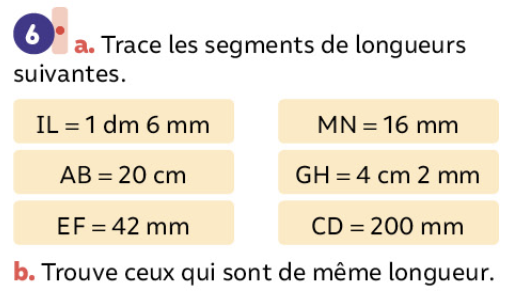 6 a. Trace les segments de longueurs
suivantes.
IL = 1 dm 6 mm
MN = 16 mm
AB = 20 cm
GH = 4 cm 2 mm
EF = 42 mm
CD = 200 mm
b. Trouve ceux qui sont de même longueur.